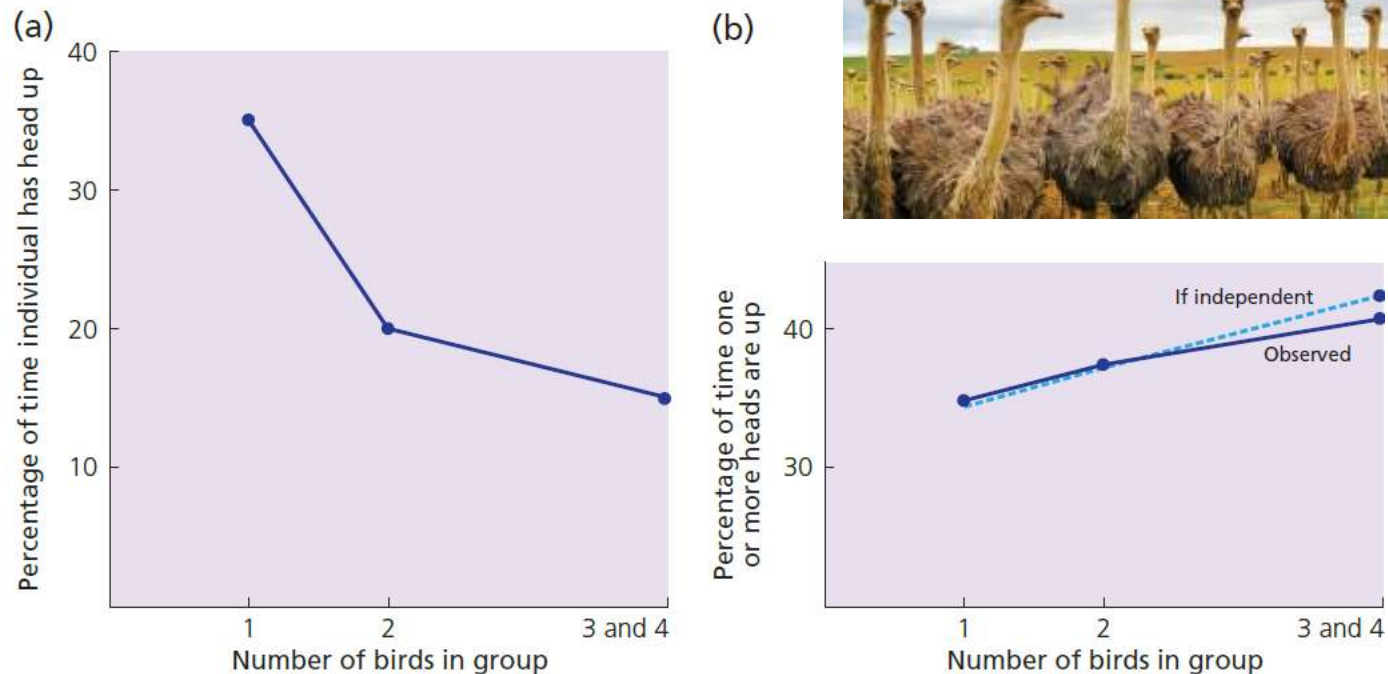 (a)
40
30
20
10
Percentage of time individual has head up
1
2
3 and 4
Number of birds in group
(b)
40
30
Percentage of time one
or more heads are up
If independent
Observed
1
2
3 and 4
Number of birds in group